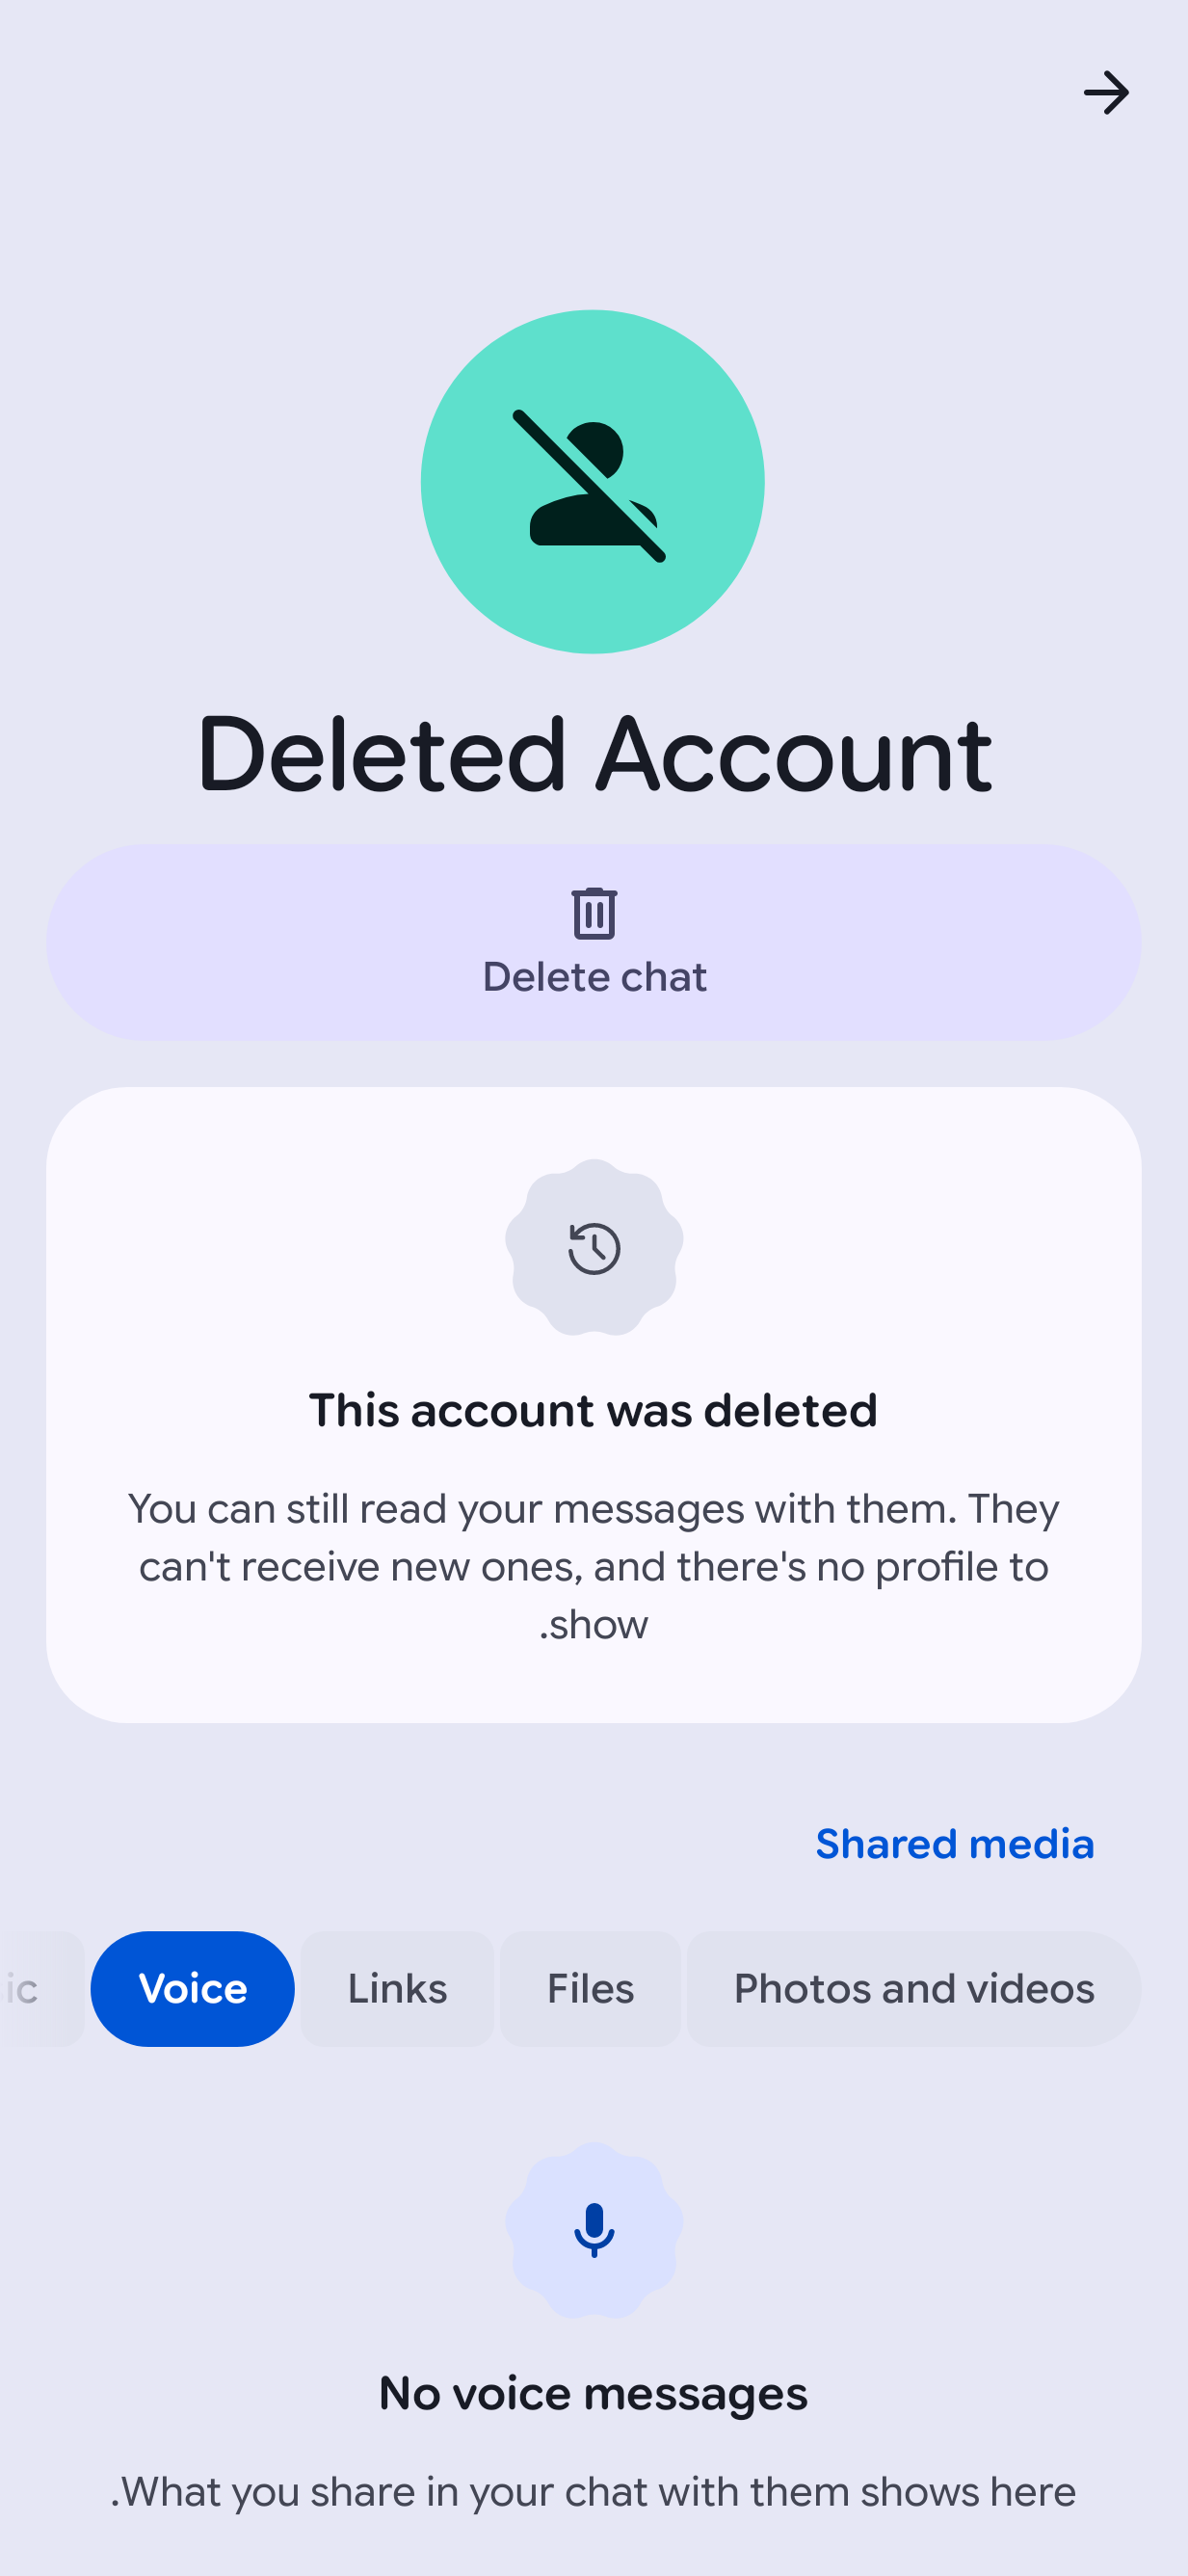 Deleted Account
Delete chat
This account was deleted
You can still read your messages with them. They
can't receive new ones, and there's no profile to
.show
Shared media
Photos and videos
Files
Links
Voice
ic
No voice messages
.What you share in your chat with them shows here